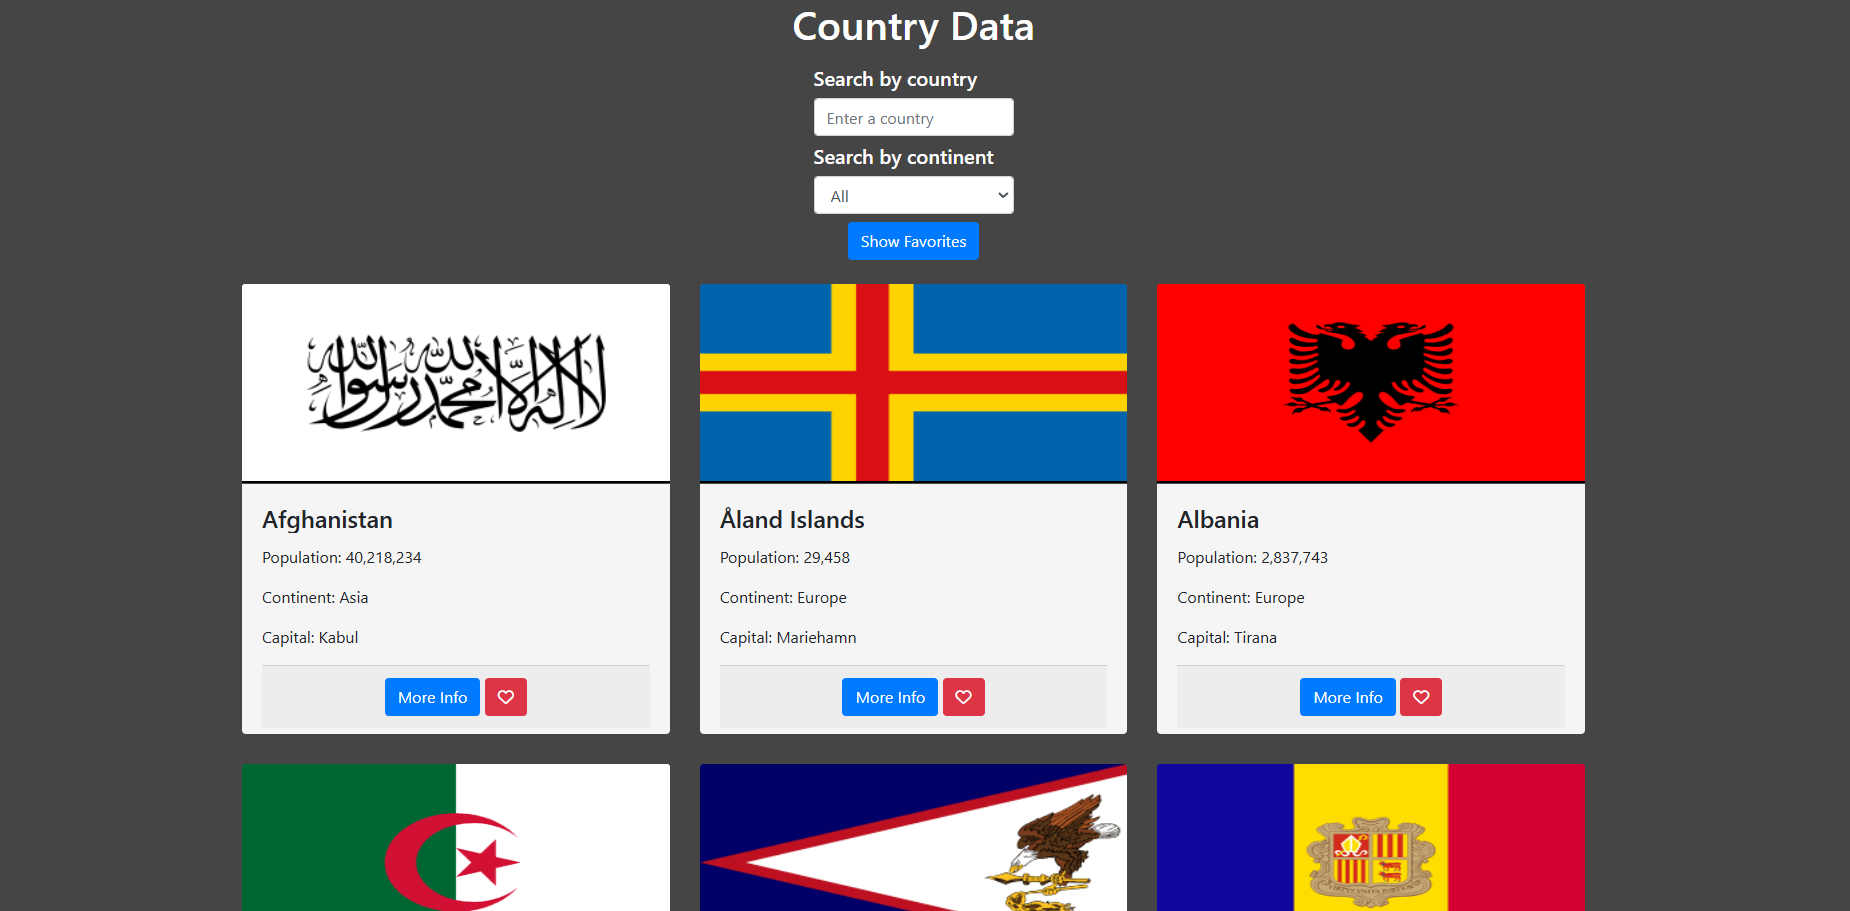 Country Data
Search by country
Enter a country
Search by continent
All
Show Favorites
لا إله إلا الله محمد رسول الله
Afghanistan
Population: 40,218,234
Continent: Asia
Capital: Kabul
More Info
Åland Islands
Population: 29,458
Continent: Europe
Capital: Mariehamn
More Info
Albania
Population: 2,837,743
Continent: Europe
Capital: Tirana
More Info